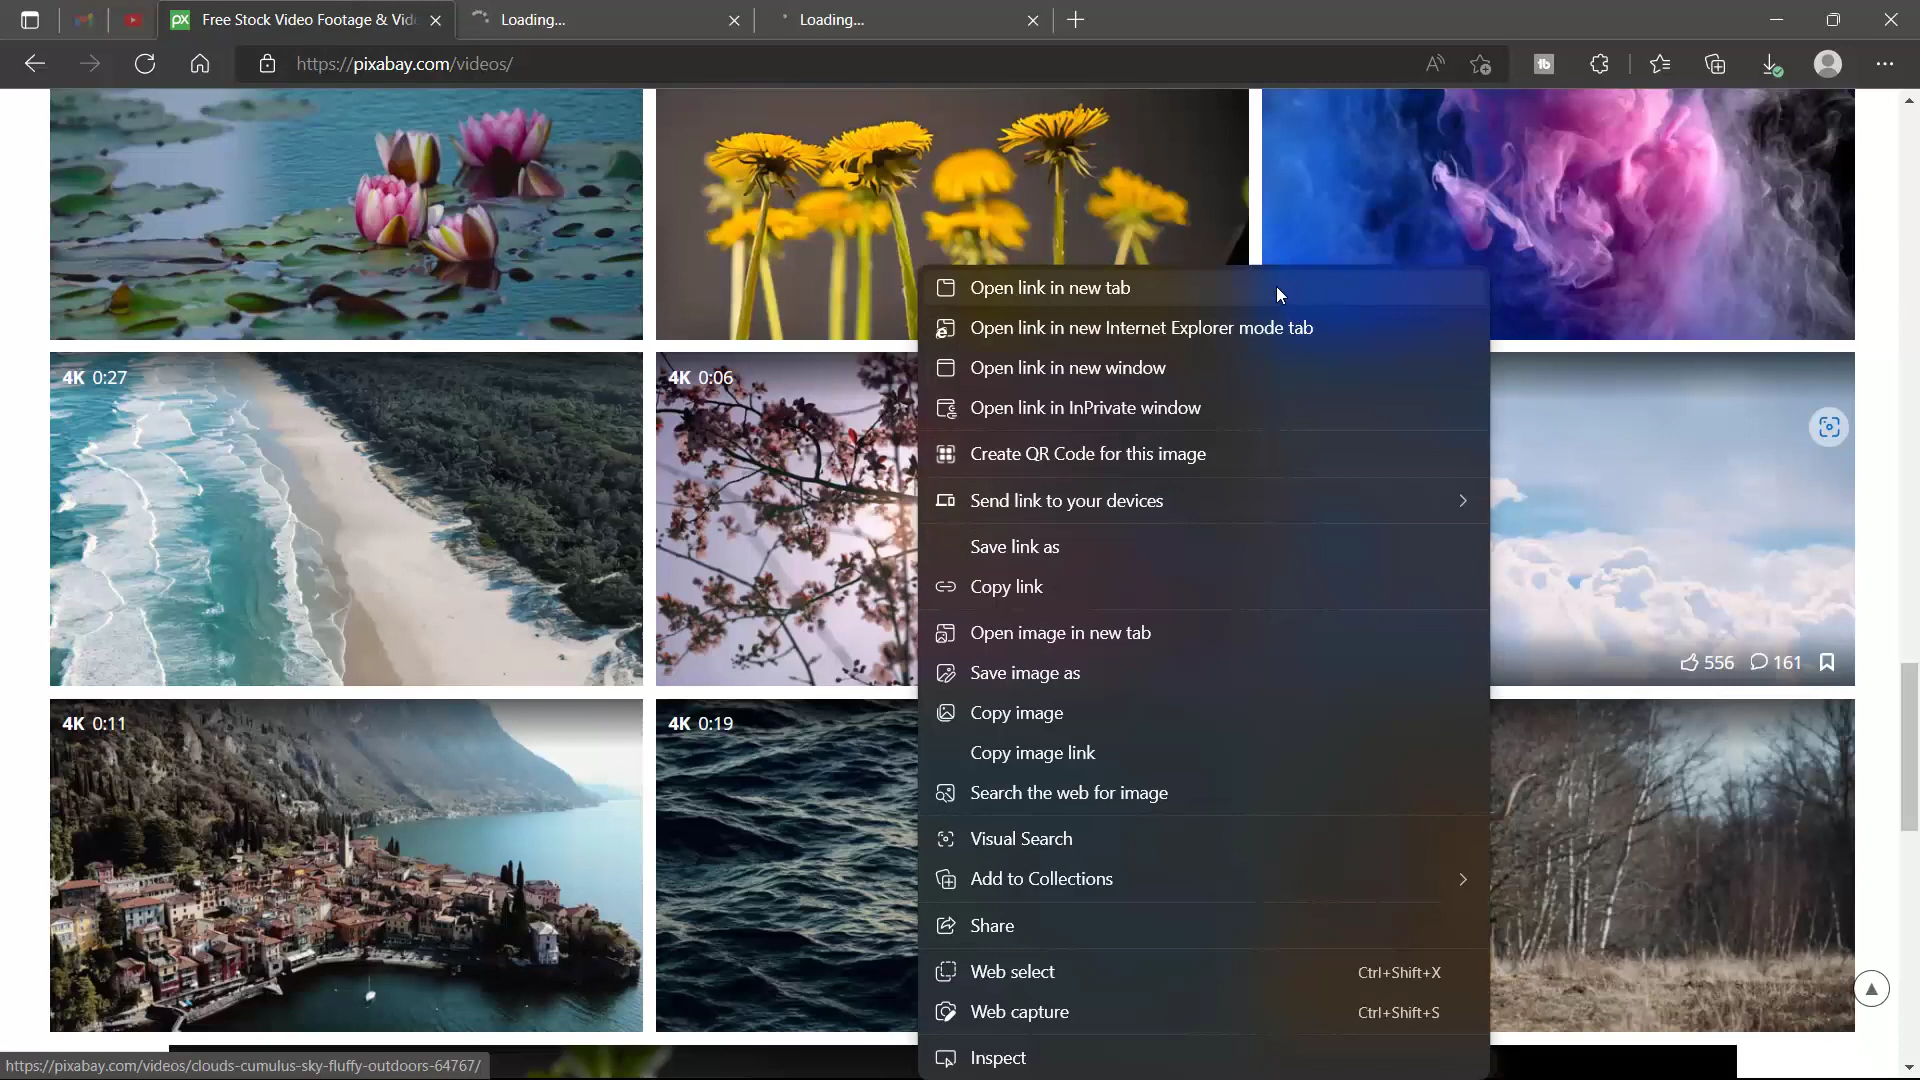 Free Stock Video Footage & Vid
Loading...
Loading...
https://pixabay.com/videos/
4K 0:27
4K 0:06
4K 0:11
4K 0:19
556
161
Open link in new tab
Open link in new Internet Explorer mode tab
Open link in new window
Open link in InPrivate window
Create QR Code for this image
Send link to your devices
Save link as
Copy link
Open image in new tab
Save image as
Copy image
Copy image link
Search the web for image
Visual Search
Add to Collections
Share
Web select Ctrl+Shift+X
Web capture Ctrl+Shift+S
Inspect
https://pixabay.com/videos/clouds-cumulus-sky-fluffy-outdoors-64767/